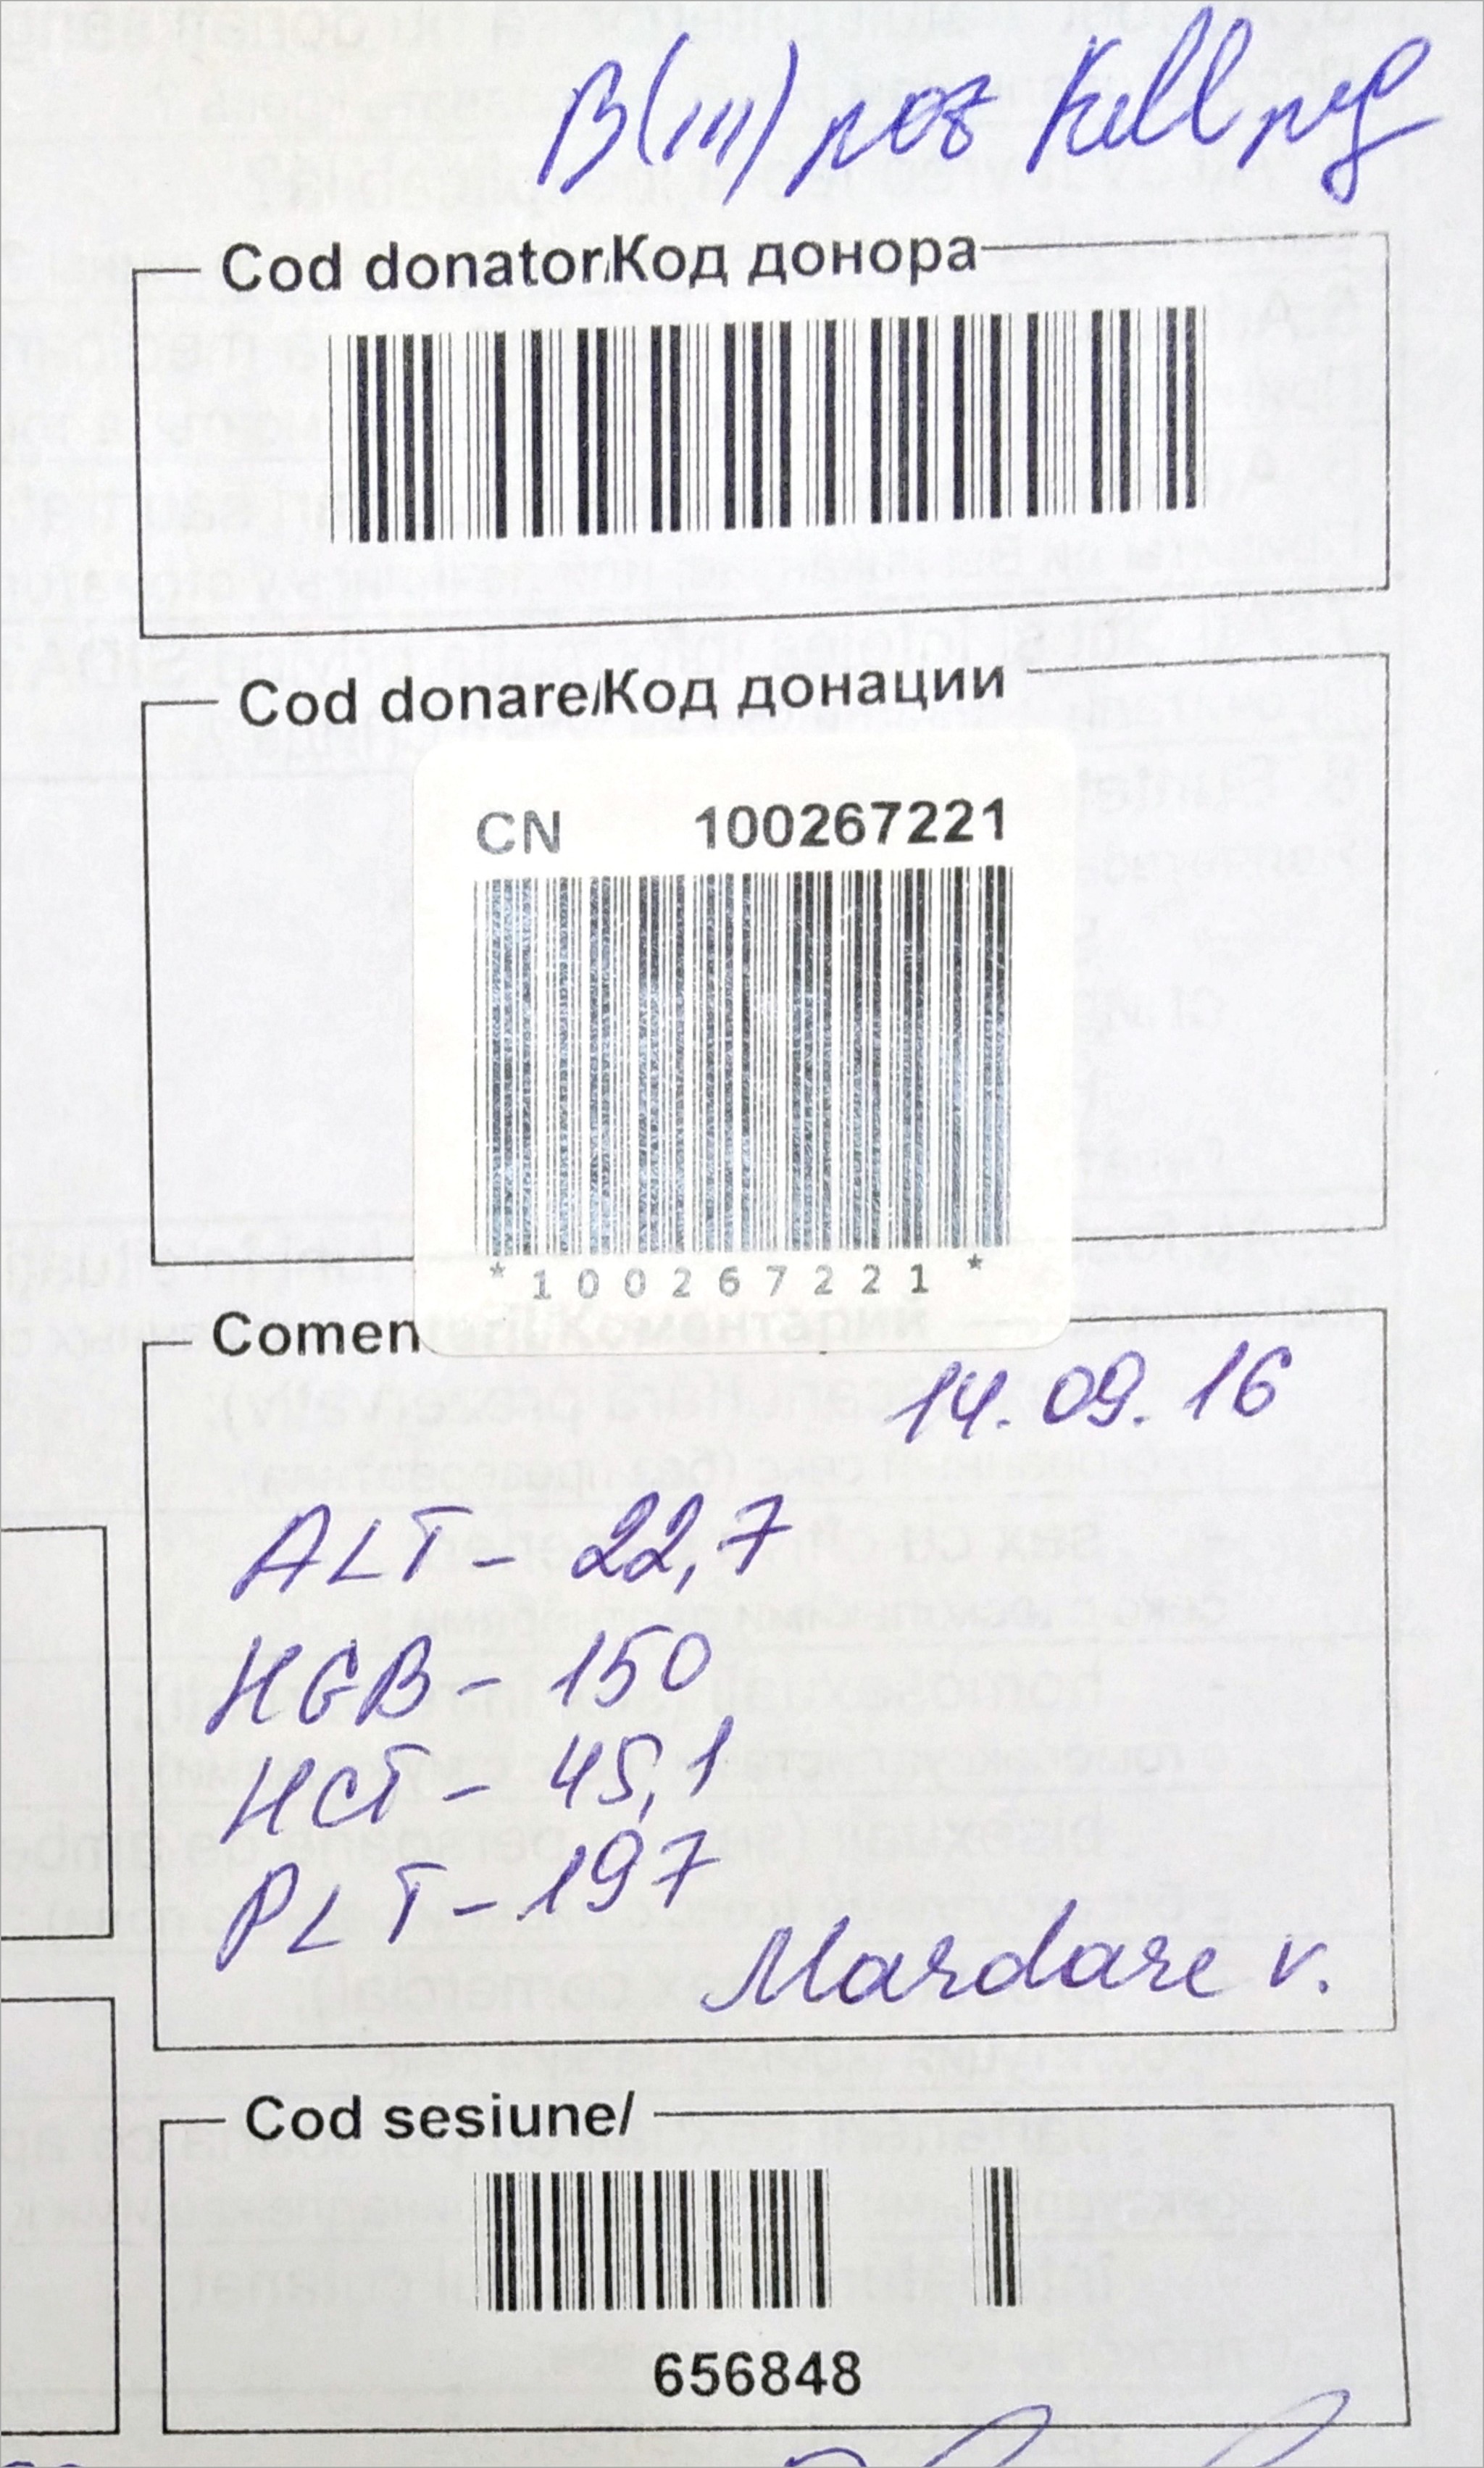 B(III) poz Kell neg
Cod donator/Код донора
Cod donare/Код донации
CN 100267221
*100267221*
Comen
14.09.16
ALT - 22,7
HGB - 150
HCT - 45,1
PLT - 197
Mardare V.
Cod sesiune/
656848